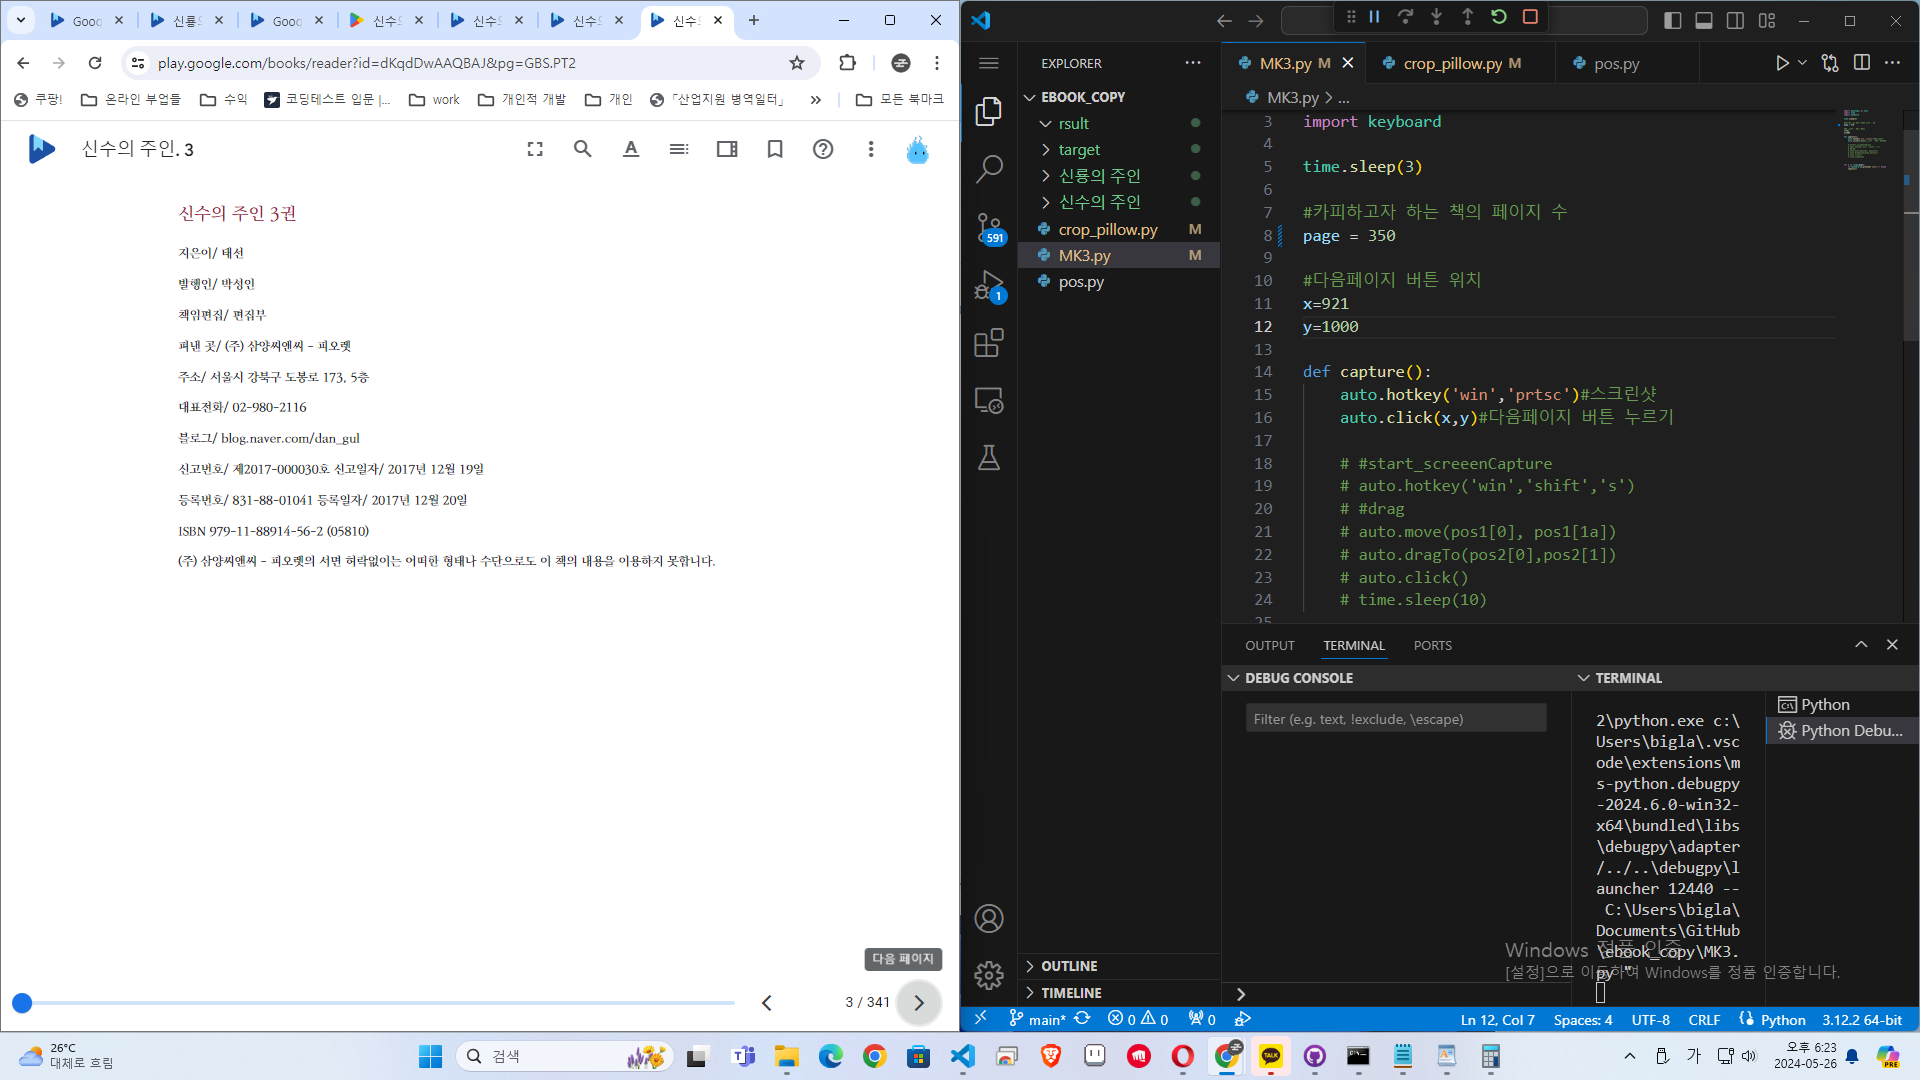 Goog
신룡의
Goog
신수의
신수의
신수의
신수의
play.google.com/books/reader?id=dKqdDwAAQBAJ&pg=GBS.PT2
쿠팡!
온라인 부업들
수익
코딩테스트 입문 |...
work
개인적 개발
개인
「산업지원 병역일터」
»
모든 북마크
신수의 주인. 3
신수의 주인 3권
지은이/ 태선
발행인/ 박성인
책임편집/ 편집부
펴낸 곳/ (주) 삼양씨앤씨 – 피오렛
주소/ 서울시 강북구 도봉로 173, 5층
대표전화/ 02-980-2116
블로그/ blog.naver.com/dan_gul
신고번호/ 제2017-000030호 신고일자/ 2017년 12월 19일
등록번호/ 831-88-01041 등록일자/ 2017년 12월 20일
ISBN 979-11-88914-56-2 (05810)
(주) 삼양씨앤씨 – 피오렛의 서면 허락없이는 어떠한 형태나 수단으로도 이 책의 내용을 이용하지 못합니다.
다음 페이지
3 / 341
EXPLORER
EBOOK_COPY
rsult
target
신룡의 주인
신수의 주인
crop_pillow.py M
MK3.py M
pos.py
591
1
OUTLINE
TIMELINE
MK3.py M
crop_pillow.py M
pos.py
MK3.py > ...
3 import keyboard
4
5 time.sleep(3)
6
7 #카피하고자 하는 책의 페이지 수
8 page = 350
9
10 #다음페이지 버튼 위치
11 x=921
12 y=1000
13
14 def capture():
15 auto.hotkey('win','prtsc')#스크린샷
16 auto.click(x,y)#다음페이지 버튼 누르기
17
18 # #start_screeenCapture
19 # auto.hotkey('win','shift','s')
20 # #drag
21 # auto.move(pos1[0], pos1[1a])
22 # auto.dragTo(pos2[0],pos2[1])
23 # auto.click()
24 # time.sleep(10)
25
OUTPUT
TERMINAL
PORTS
DEBUG CONSOLE
Filter (e.g. text, !exclude, \escape)
TERMINAL
2\python.exe c:\
Users\bigla\.vsc
ode\extensions\m
s-python.debugpy
-2024.6.0-win32-
x64\bundled\libs
\debugpy\adapter
/../..\debugpy\l
auncher 12440 --
C:\Users\bigla\
Documents\GitHub
\ebook_copy\MK3.
py "
Python
Python Debu...
Windows 정품 인증
[설정]으로 이동하여 Windows를 정품 인증합니다.
main*
0
0
0
Ln 12, Col 7
Spaces: 4
UTF-8
CRLF
Python
3.12.2 64-bit
26°C
대체로 흐림
검색
TALK
가
오후 6:23
2024-05-26
PRE